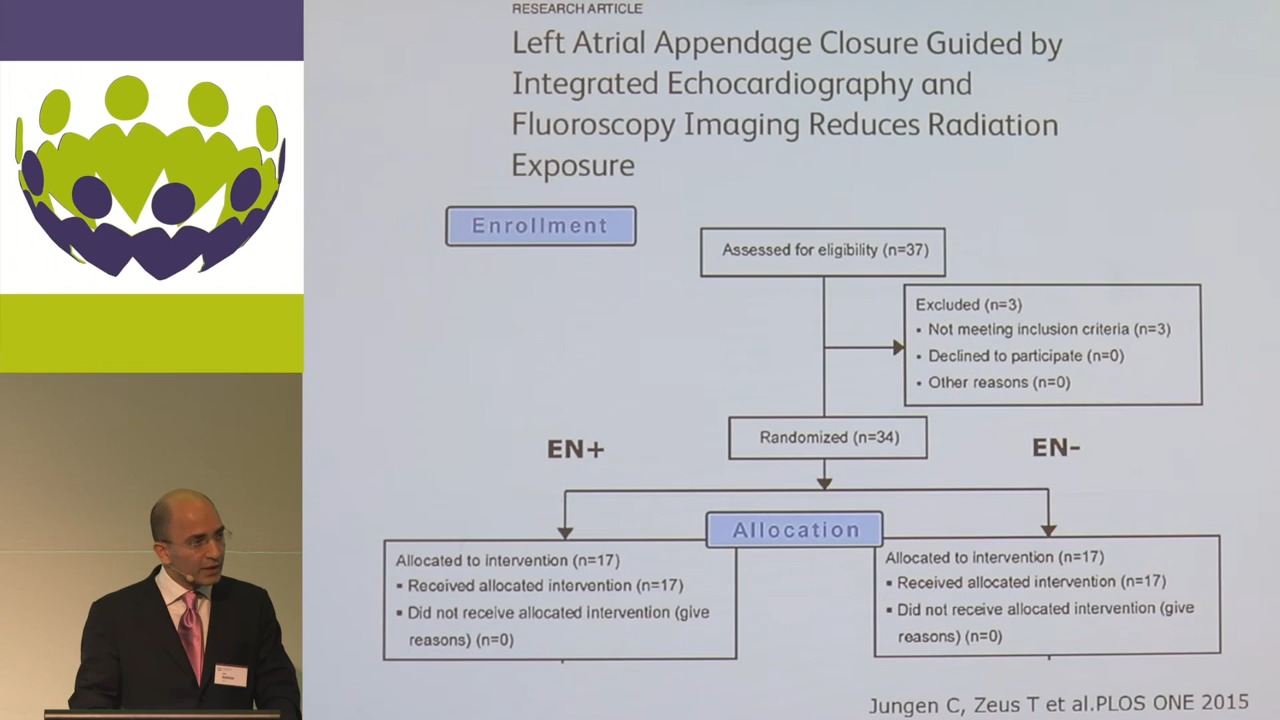 RESEARCH ARTICLE
Left Atrial Appendage Closure Guided by
Integrated Echocardiography and
Fluoroscopy Imaging Reduces Radiation
Exposure
Enrollment
Assessed for eligibility (n=37)
Excluded (n=3)
▪ Not meeting inclusion criteria (n=3)
▪ Declined to participate (n=0)
▪ Other reasons (n=0)
Randomized (n=34)
EN+
EN-
Allocation
Allocated to intervention (n=17)
▪ Received allocated intervention (n=17)
▪ Did not receive allocated intervention (give
reasons) (n=0)
Allocated to intervention (n=17)
▪ Received allocated intervention (n=17)
▪ Did not receive allocated intervention (give
reasons) (n=0)
Jungen C, Zeus T et al.PLOS ONE 2015